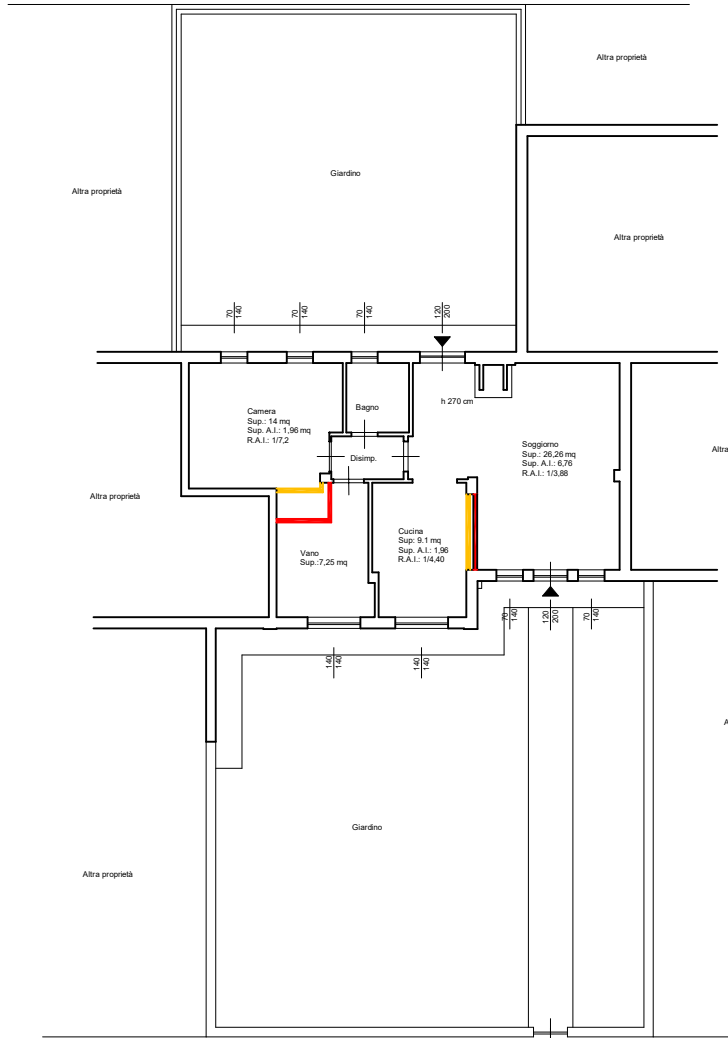 Altra proprietà
Giardino
Altra proprietà
Altra proprietà
70
140
70
140
70
140
120
200
h 270 cm
Camera
Sup.: 14 mq
Sup. A.I.: 1,96 mq
R.A.I.: 1/7,2
Bagno
Disimp.
Soggiorno
Sup.: 26,26 mq
Sup. A.I.: 6,76
R.A.I.: 1/3,88
Altra
Altra proprietà
Vano
Sup.:7,25 mq
Cucina
Sup: 9.1 mq
Sup. A.I.: 1,96
R.A.I.: 1/4,40
70
140
120
200
70
140
140
140
140
140
A
Giardino
Altra proprietà